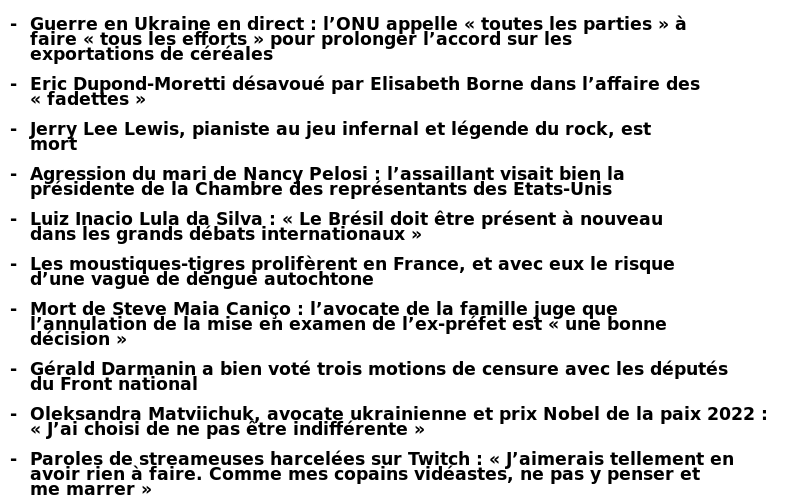 - Guerre en Ukraine en direct : l’ONU appelle « toutes les parties » à
faire « tous les efforts » pour prolonger l’accord sur les
exportations de céréales
- Eric Dupond-Moretti désavoué par Elisabeth Borne dans l’affaire des
« fadettes »
- Jerry Lee Lewis, pianiste au jeu infernal et légende du rock, est
mort
- Agression du mari de Nancy Pelosi : l’assaillant visait bien la
présidente de la Chambre des représentants des Etats-Unis
- Luiz Inacio Lula da Silva : « Le Brésil doit être présent à nouveau
dans les grands débats internationaux »
- Les moustiques-tigres prolifèrent en France, et avec eux le risque
d’une vague de dengue autochtone
- Mort de Steve Maia Caniço : l’avocate de la famille juge que
l’annulation de la mise en examen de l’ex-préfet est « une bonne
décision »
- Gérald Darmanin a bien voté trois motions de censure avec les députés
du Front national
- Oleksandra Matviichuk, avocate ukrainienne et prix Nobel de la paix 2022 :
« J’ai choisi de ne pas être indifférente »
- Paroles de streameuses harcelées sur Twitch : « J’aimerais tellement en
avoir rien à faire. Comme mes copains vidéastes, ne pas y penser et
me marrer »